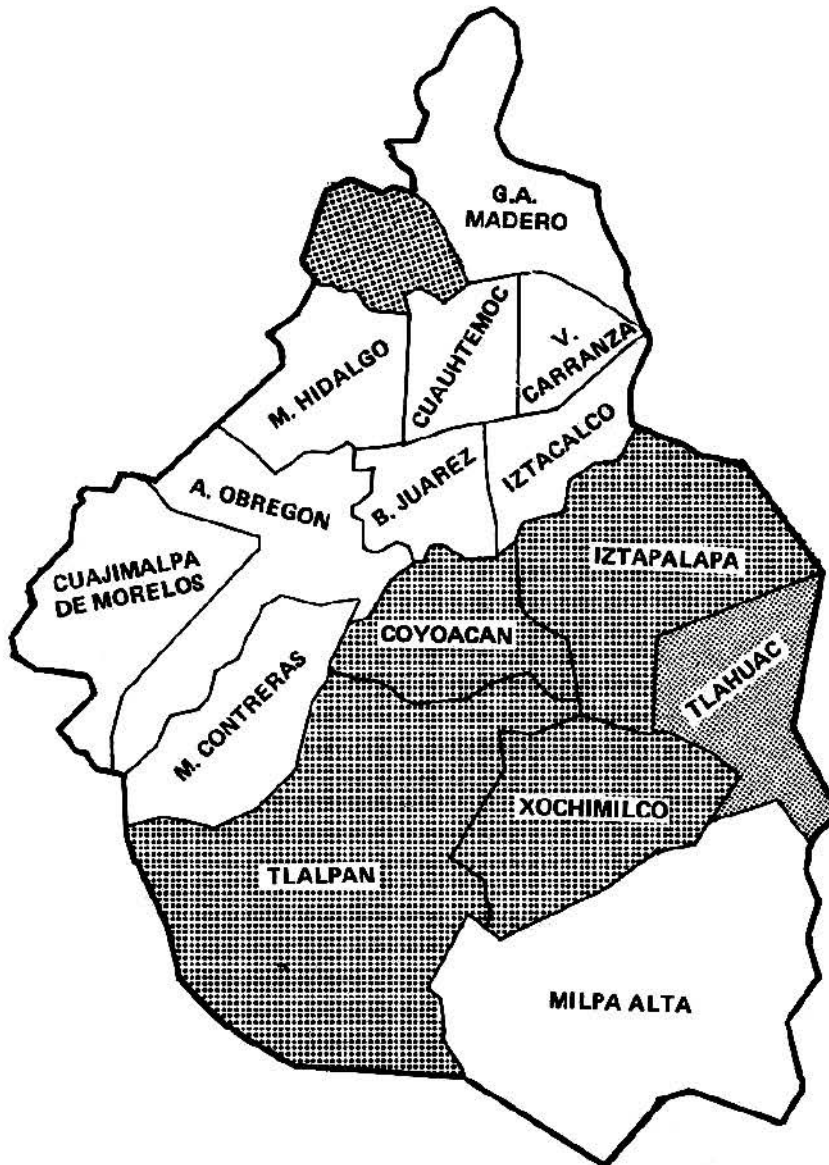 G.A.
MADERO
CUAUHTEMOC
V.
CARRANZA
M. HIDALGO
A. OBREGON
B. JUAREZ
IZTACALCO
CUAJIMALPA
DE MORELOS
IZTAPALAPA
COYOACAN
TLAHUAC
M. CONTRERAS
XOCHIMILCO
TLALPAN
MILPA ALTA